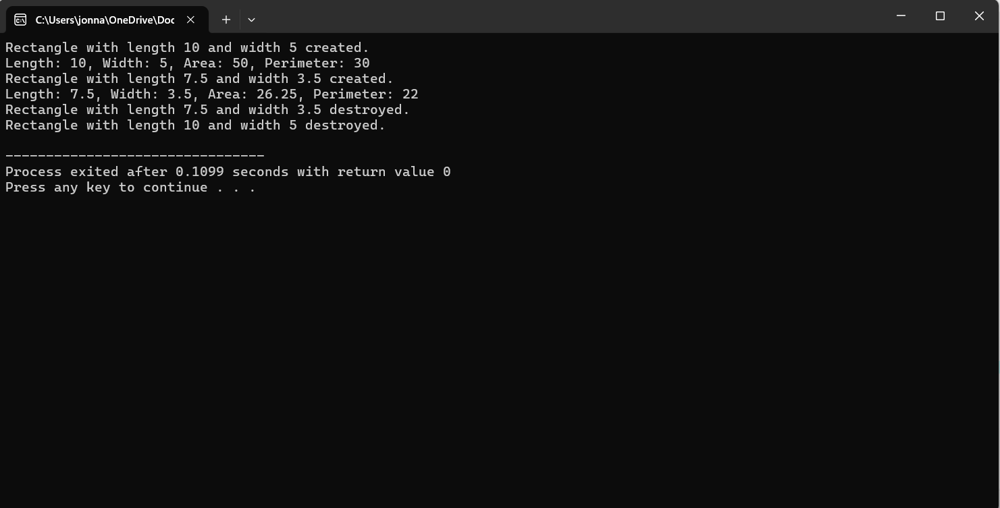 C:\Users\jonna\OneDrive\Doc
Rectangle with length 10 and width 5 created.
Length: 10, Width: 5, Area: 50, Perimeter: 30
Rectangle with length 7.5 and width 3.5 created.
Length: 7.5, Width: 3.5, Area: 26.25, Perimeter: 22
Rectangle with length 7.5 and width 3.5 destroyed.
Rectangle with length 10 and width 5 destroyed.
--------------------------------
Process exited after 0.1099 seconds with return value 0
Press any key to continue . . .